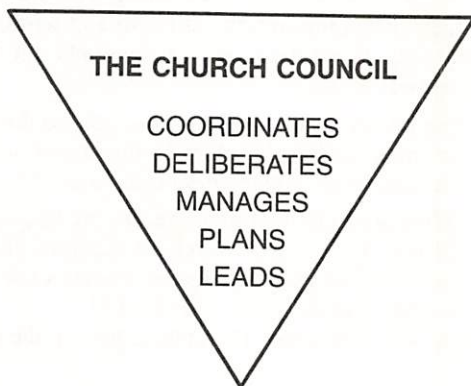 THE CHURCH COUNCIL
COORDINATES
DELIBERATES
MANAGES
PLANS
LEADS